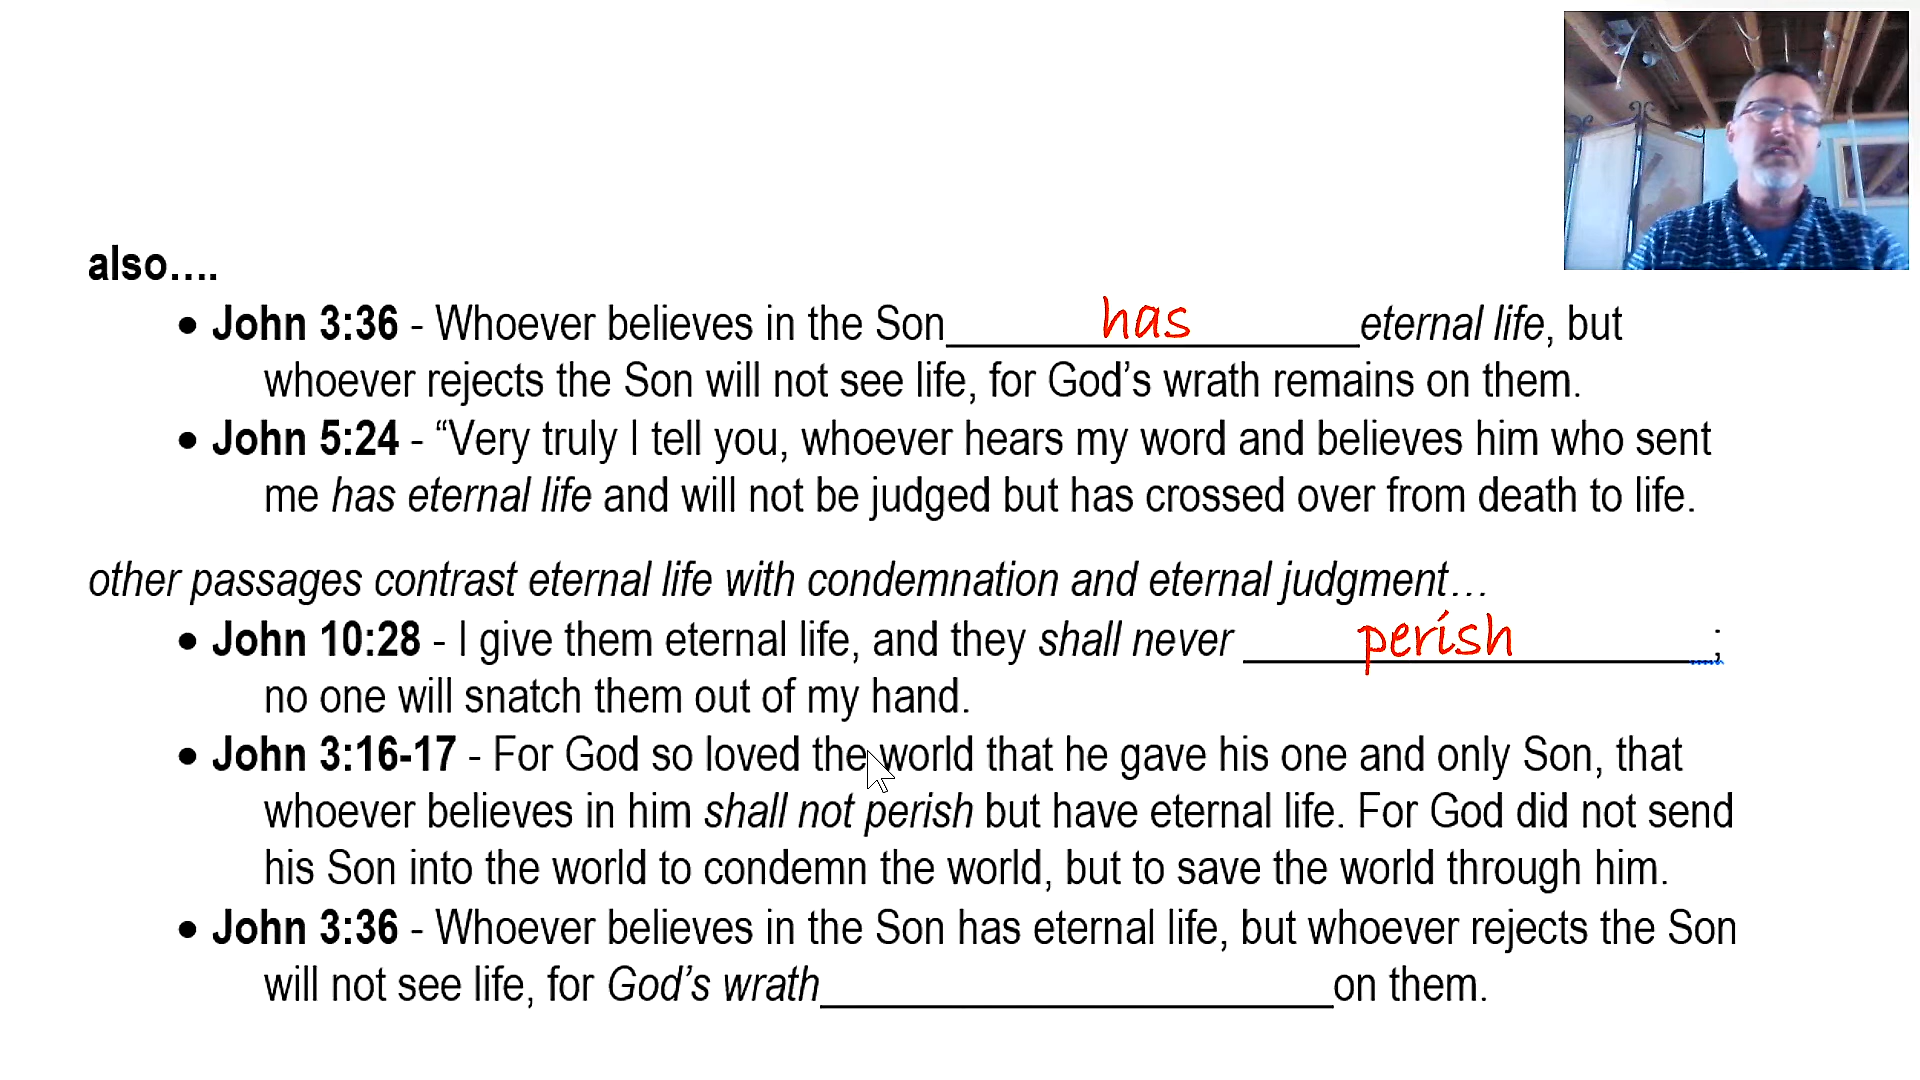 also….
• John 3:36 - Whoever believes in the Son____has____eternal life, but
whoever rejects the Son will not see life, for God’s wrath remains on them.
• John 5:24 - “Very truly I tell you, whoever hears my word and believes him who sent
me has eternal life and will not be judged but has crossed over from death to life.
other passages contrast eternal life with condemnation and eternal judgment…
• John 10:28 - I give them eternal life, and they shall never ____perish____;
no one will snatch them out of my hand.
• John 3:16-17 - For God so loved the world that he gave his one and only Son, that
whoever believes in him shall not perish but have eternal life. For God did not send
his Son into the world to condemn the world, but to save the world through him.
• John 3:36 - Whoever believes in the Son has eternal life, but whoever rejects the Son
will not see life, for God’s wrath________on them.